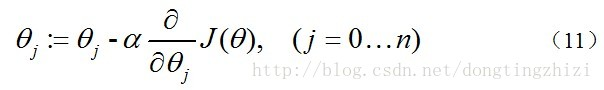 θj := θj - α ∂/∂θj J(θ), (j = 0...n) (11)
http://blog.csdn.net/dongtingzhizi